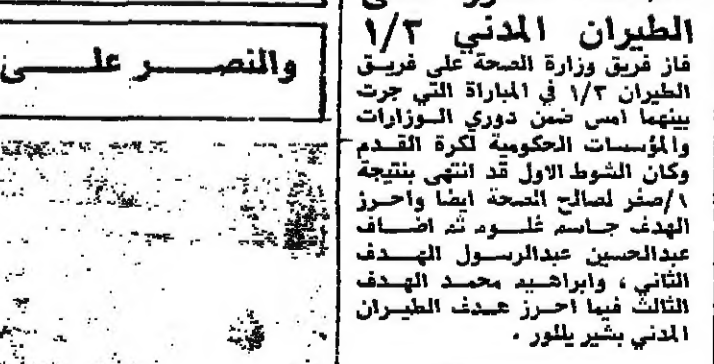 الطيران المدني ١/٣
فاز فريق وزارة الصحة على فريق
الطيران ١/٣ في المباراة التي جرت
بينهما امس ضمن دوري الوزارات
والمؤسسات الحكومية لكرة القدم
وكان الشوط الاول قد انتهى بنتيجة
١/صفر لصالح الصحة ايضا واحرز
الهدف جاسم غلوم ثم اضاف
عبدالحسين عبدالرسول الهدف
الثاني ، وابراهيم محمد الهدف
الثالث فيما احرز هدف الطيران
المدني بشير يللور .
والنصر على